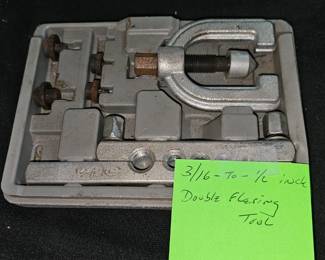 3/16 - TO - 1/2 inch
Double Flaring
Tool